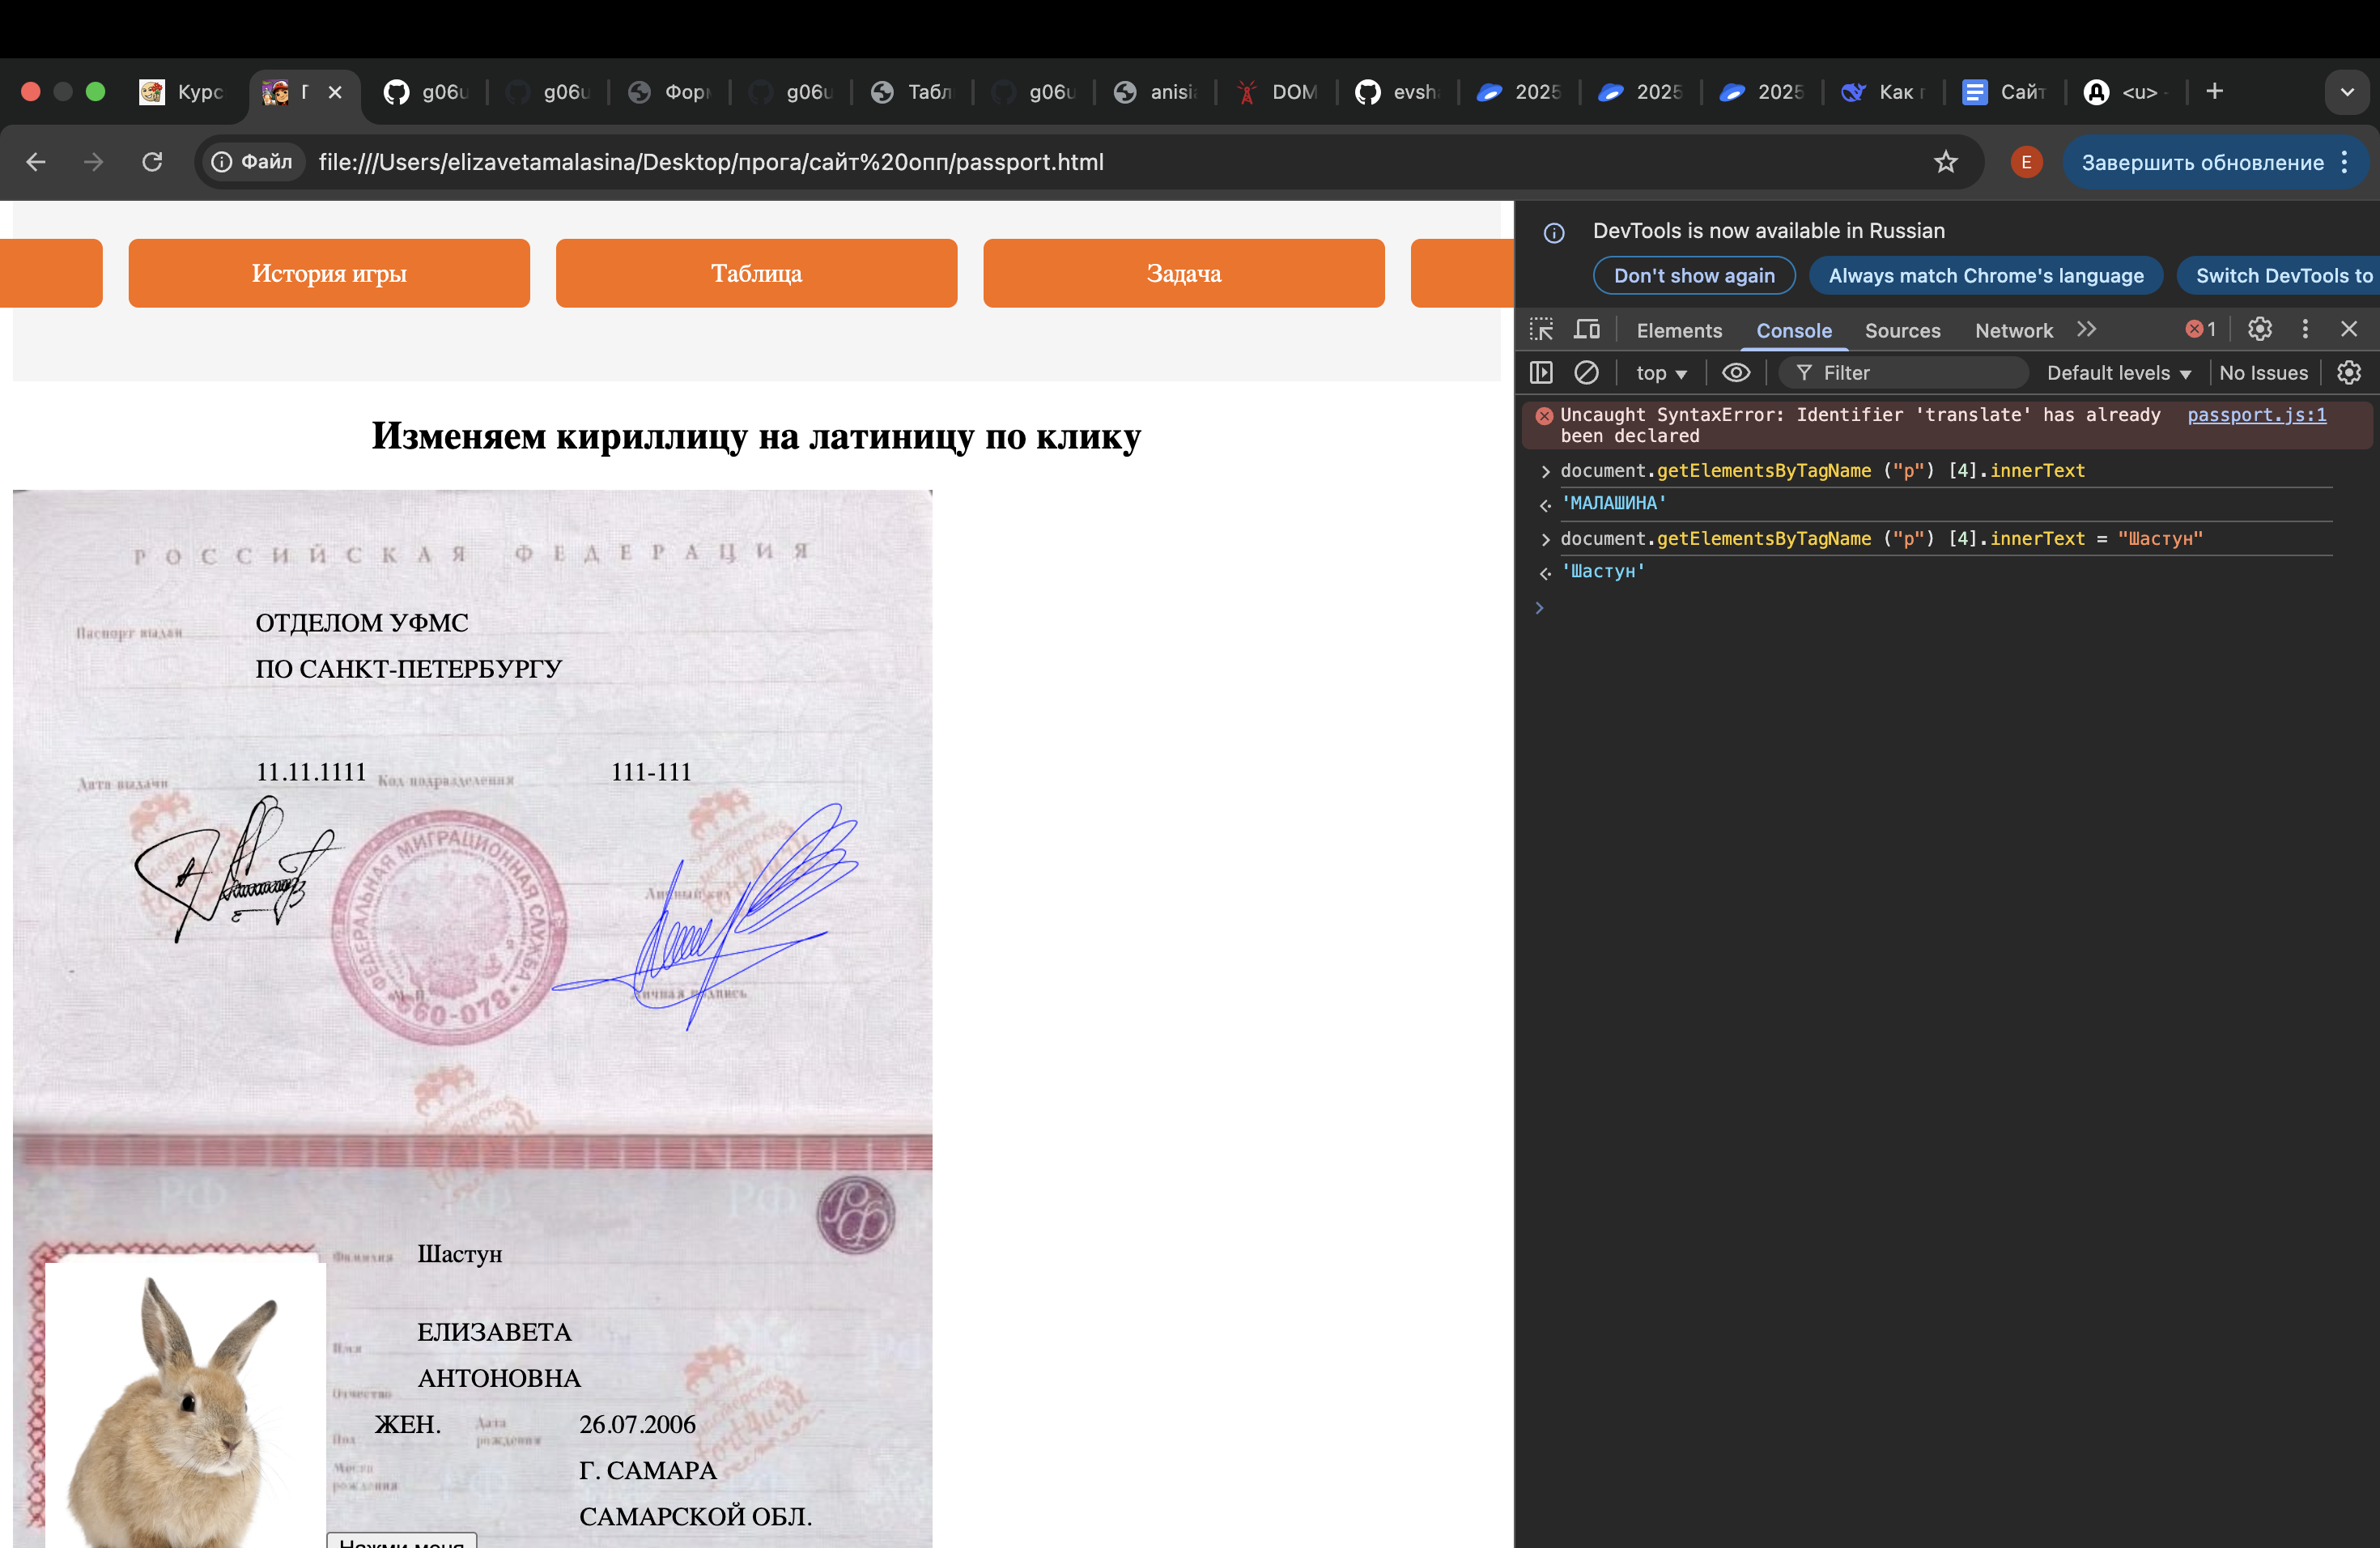 Курс
g06u
g06u
Форм
g06u
Табл
g06u
anisia
DOM
evsh
2025
2025
2025
Как
Сайт
<u>
Файл
file:///Users/elizavetamalasina/Desktop/прога/сайт%20опп/passport.html
E
Завершить обновление
История игры
Таблица
Задача
Изменяем кириллицу на латиницу по клику
РОССИЙСКАЯ ФЕДЕРАЦИЯ
Паспорт выдан
ОТДЕЛОМ УФМС
ПО САНКТ-ПЕТЕРБУРГУ
Дата выдачи
11.11.1111
Код подразделения
111-111
ФЕДЕРАЛЬНАЯ МИГРАЦИОННАЯ СЛУЖБА
Личный код
Личная подпись
РФ РФ
Фамилия
Шастун
Имя
ЕЛИЗАВЕТА
Отчество
АНТОНОВНА
Пол
ЖЕН.
Дата рождения
26.07.2006
Место рождения
Г. САМАРА
САМАРСКОЙ ОБЛ.
Нажми меня
DevTools is now available in Russian
Don't show again
Always match Chrome's language
Switch DevTools to
Elements
Console
Sources
Network
1
top
Filter
Default levels
No Issues
Uncaught SyntaxError: Identifier 'translate' has already passport.js:1
been declared
document.getElementsByTagName ("p") [4].innerText
'МАЛАШИНА'
document.getElementsByTagName ("p") [4].innerText = "Шастун"
'Шастун'